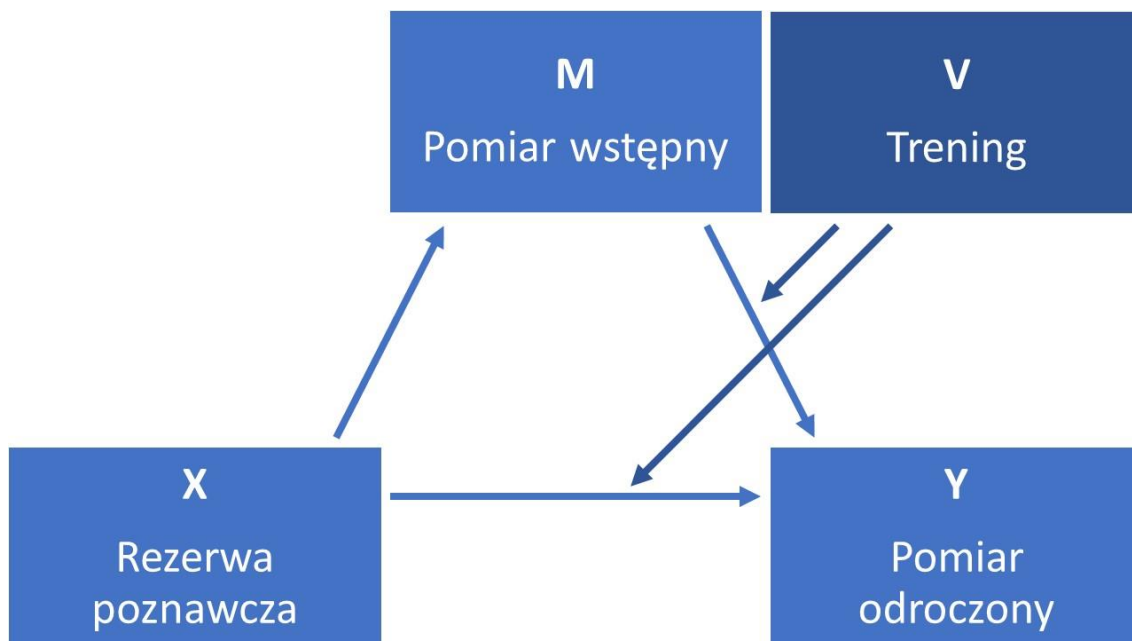 M
Pomiar wstępny
V
Trening
X
Rezerwa
poznawcza
Y
Pomiar
odroczony